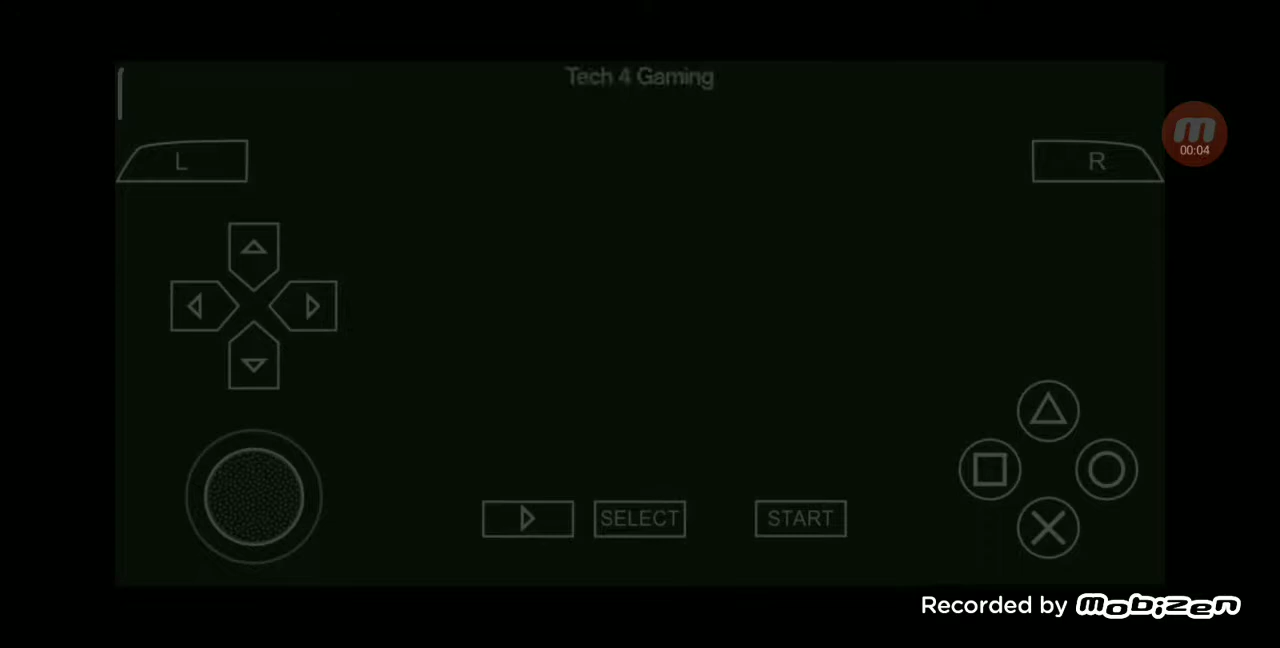 Tech 4 Gaming
L
R
00:04
SELECT
START
Recorded by mobizen